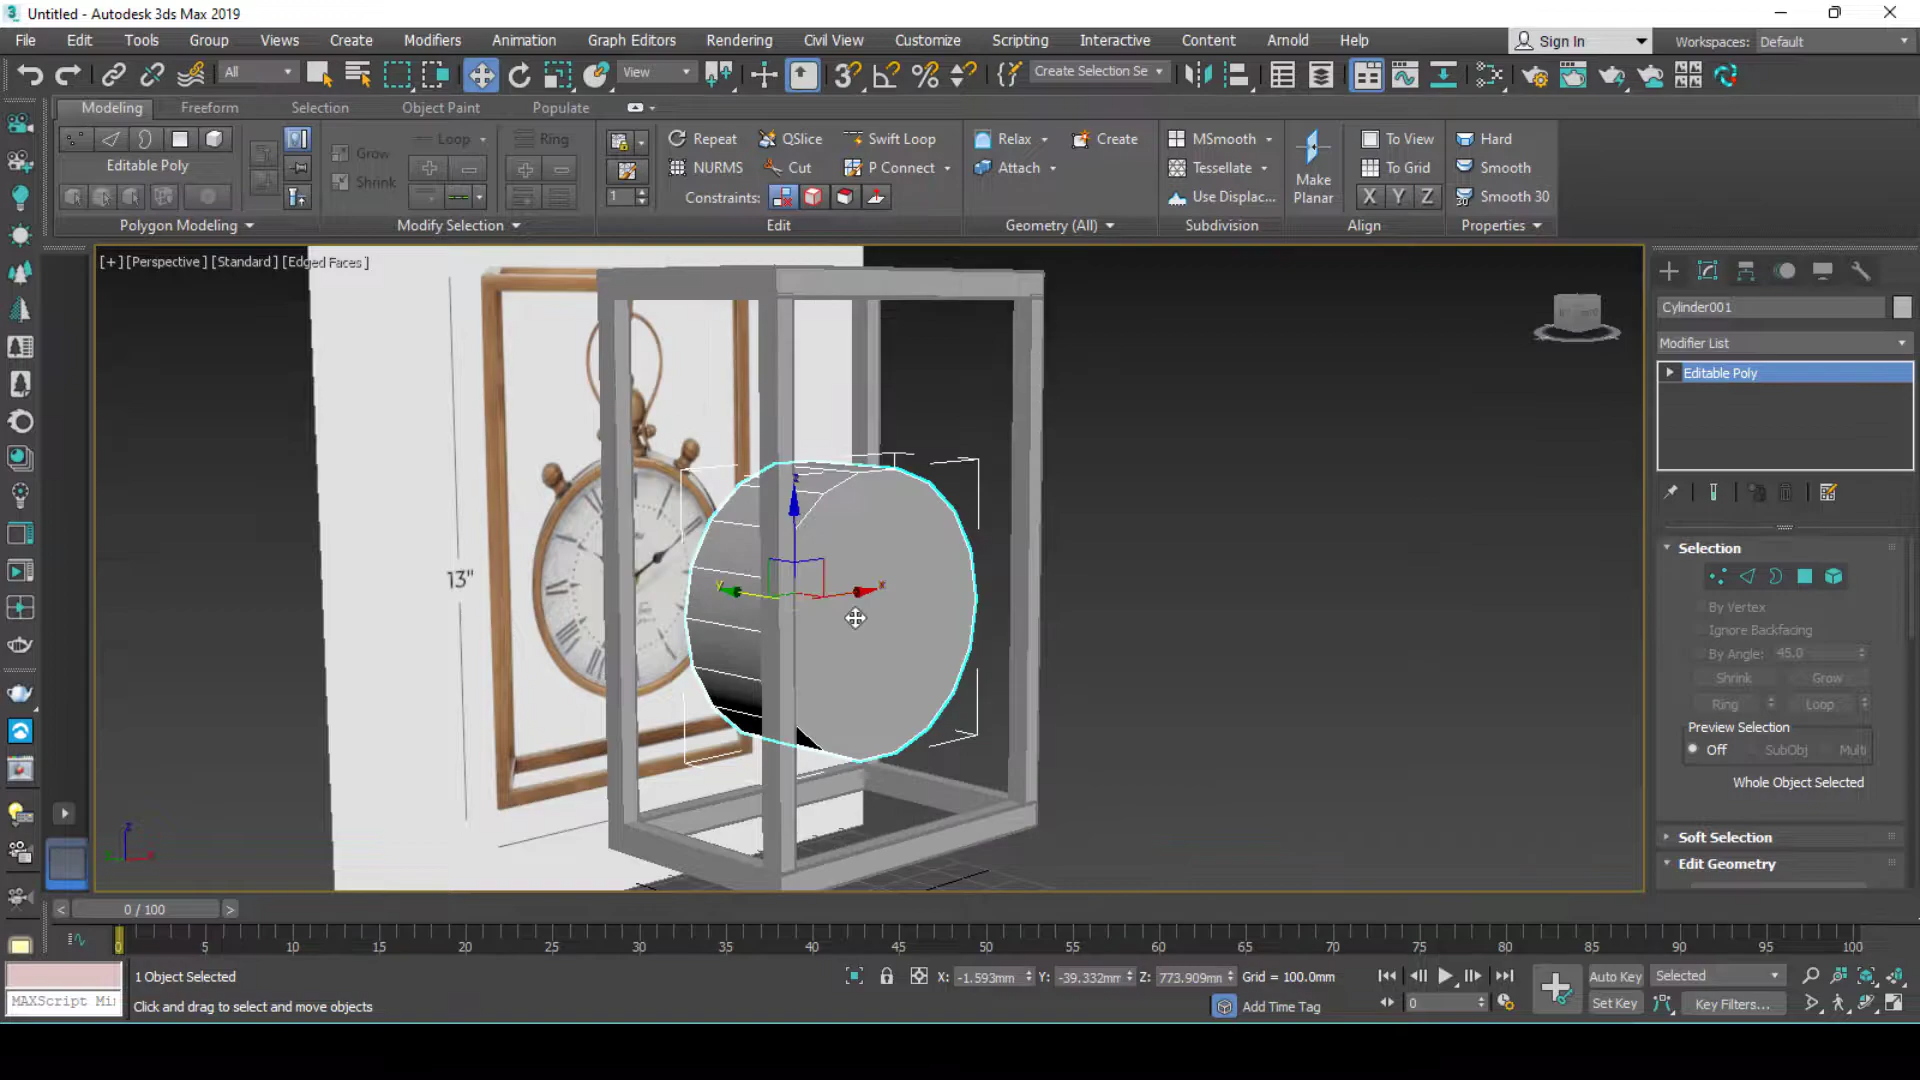 Untitled - Autodesk 3ds Max 2019
File Edit Tools Group Views Create Modifiers Animation Graph Editors Rendering Civil View Customize Scripting Interactive Content Arnold Help Sign In Workspaces: Default
All View Create Selection Se
Modeling Freeform Selection Object Paint Populate
Editable Poly
Polygon Modeling
Grow
Shrink
Loop
Ring
Modify Selection
1
Repeat QSlice Swift Loop
NURMS Cut P Connect
Constraints:
Edit
Relax Create
Attach
Geometry (All)
MSmooth
Tessellate
Use Displac...
Subdivision
Make
Planar
To View
To Grid
X Y Z
Align
Hard
Smooth
Smooth 30
Properties
[+] [Perspective] [Standard] [Edged Faces]
13"
z
y
x
z
Cylinder001
Modifier List
Editable Poly
Selection
By Vertex
Ignore Backfacing
By Angle: 45.0
Shrink Grow
Ring Loop
Preview Selection
Off SubObj Multi
Whole Object Selected
Soft Selection
Edit Geometry
< 0 / 100 >
0 5 10 15 20 25 30 35 40 45 50 55 60 65 70 75 80 85 90 95 100
1 Object Selected
MAXScript Mi
Click and drag to select and move objects
X: -1.593mm Y: -39.332mm Z: 773.909mm Grid = 100.0mm
Add Time Tag
0
Auto Key Selected
Set Key Key Filters...